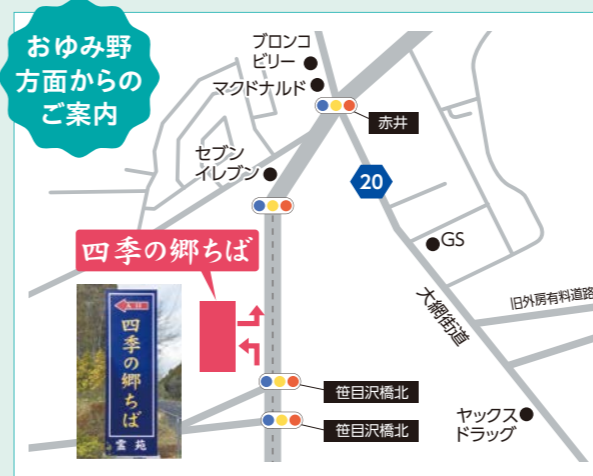 おゆみ野
方面からの
ご案内
ブロンコ
ビリー
マクドナルド
赤井
セブン
イレブン
20
GS
四季の郷ちば
大網街道
旧外房有料道路
入口
四季の郷ちば
霊苑
笹目沢橋北
笹目沢橋北
ヤックス
ドラッグ